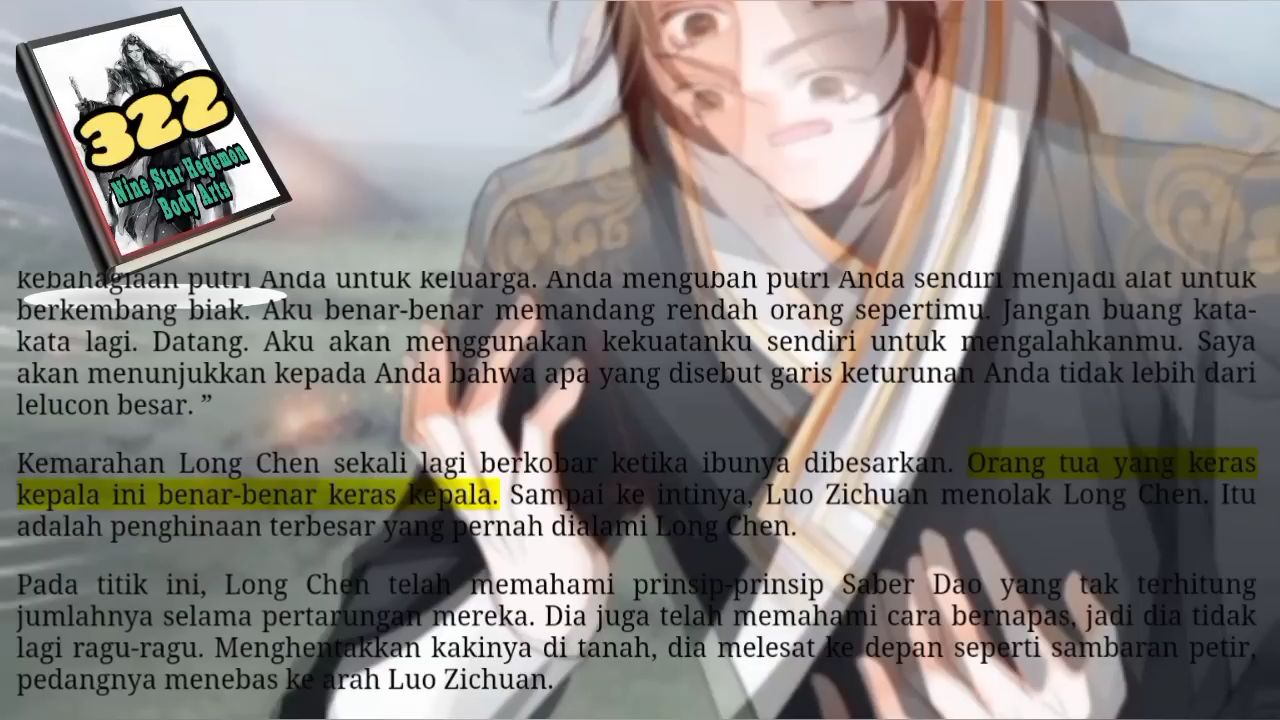 322
Nine Star Hegemon
Body Arts
kebahagiaan putri Anda untuk keluarga. Anda mengubah putri Anda sendiri menjadi alat untuk
berkembang biak. Aku benar-benar memandang rendah orang sepertimu. Jangan buang kata-
kata lagi. Datang. Aku akan menggunakan kekuatanku sendiri untuk mengalahkanmu. Saya
akan menunjukkan kepada Anda bahwa apa yang disebut garis keturunan Anda tidak lebih dari
lelucon besar. ”
Kemarahan Long Chen sekali lagi berkobar ketika ibunya dibesarkan. Orang tua yang keras
kepala ini benar-benar keras kepala. Sampai ke intinya, Luo Zichuan menolak Long Chen. Itu
adalah penghinaan terbesar yang pernah dialami Long Chen.
Pada titik ini, Long Chen telah memahami prinsip-prinsip Saber Dao yang tak terhitung
jumlahnya selama pertarungan mereka. Dia juga telah memahami cara bernapas, jadi dia tidak
lagi ragu-ragu. Menghentakkan kakinya di tanah, dia melesat ke depan seperti sambaran petir,
pedangnya menebas ke arah Luo Zichuan.